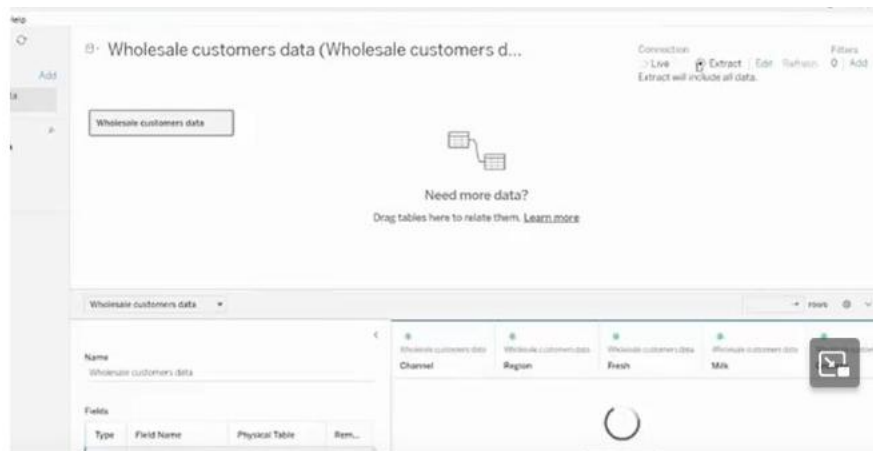 Help
Add
Wholesale customers data (Wholesale customers d...
Connection
Live Extract Edit Refresh
Extract will include all data.
Filters
0 Add
Wholesale customers data
Need more data?
Drag tables here to relate them. Learn more
Wholesale customers data
rows
Name
Wholesale customers data
Fields
Type Field Name Physical Table Rem...
Wholesale customers data
Channel
Wholesale customers data
Region
Wholesale customers data
Fresh
Wholesale customers data
Milk